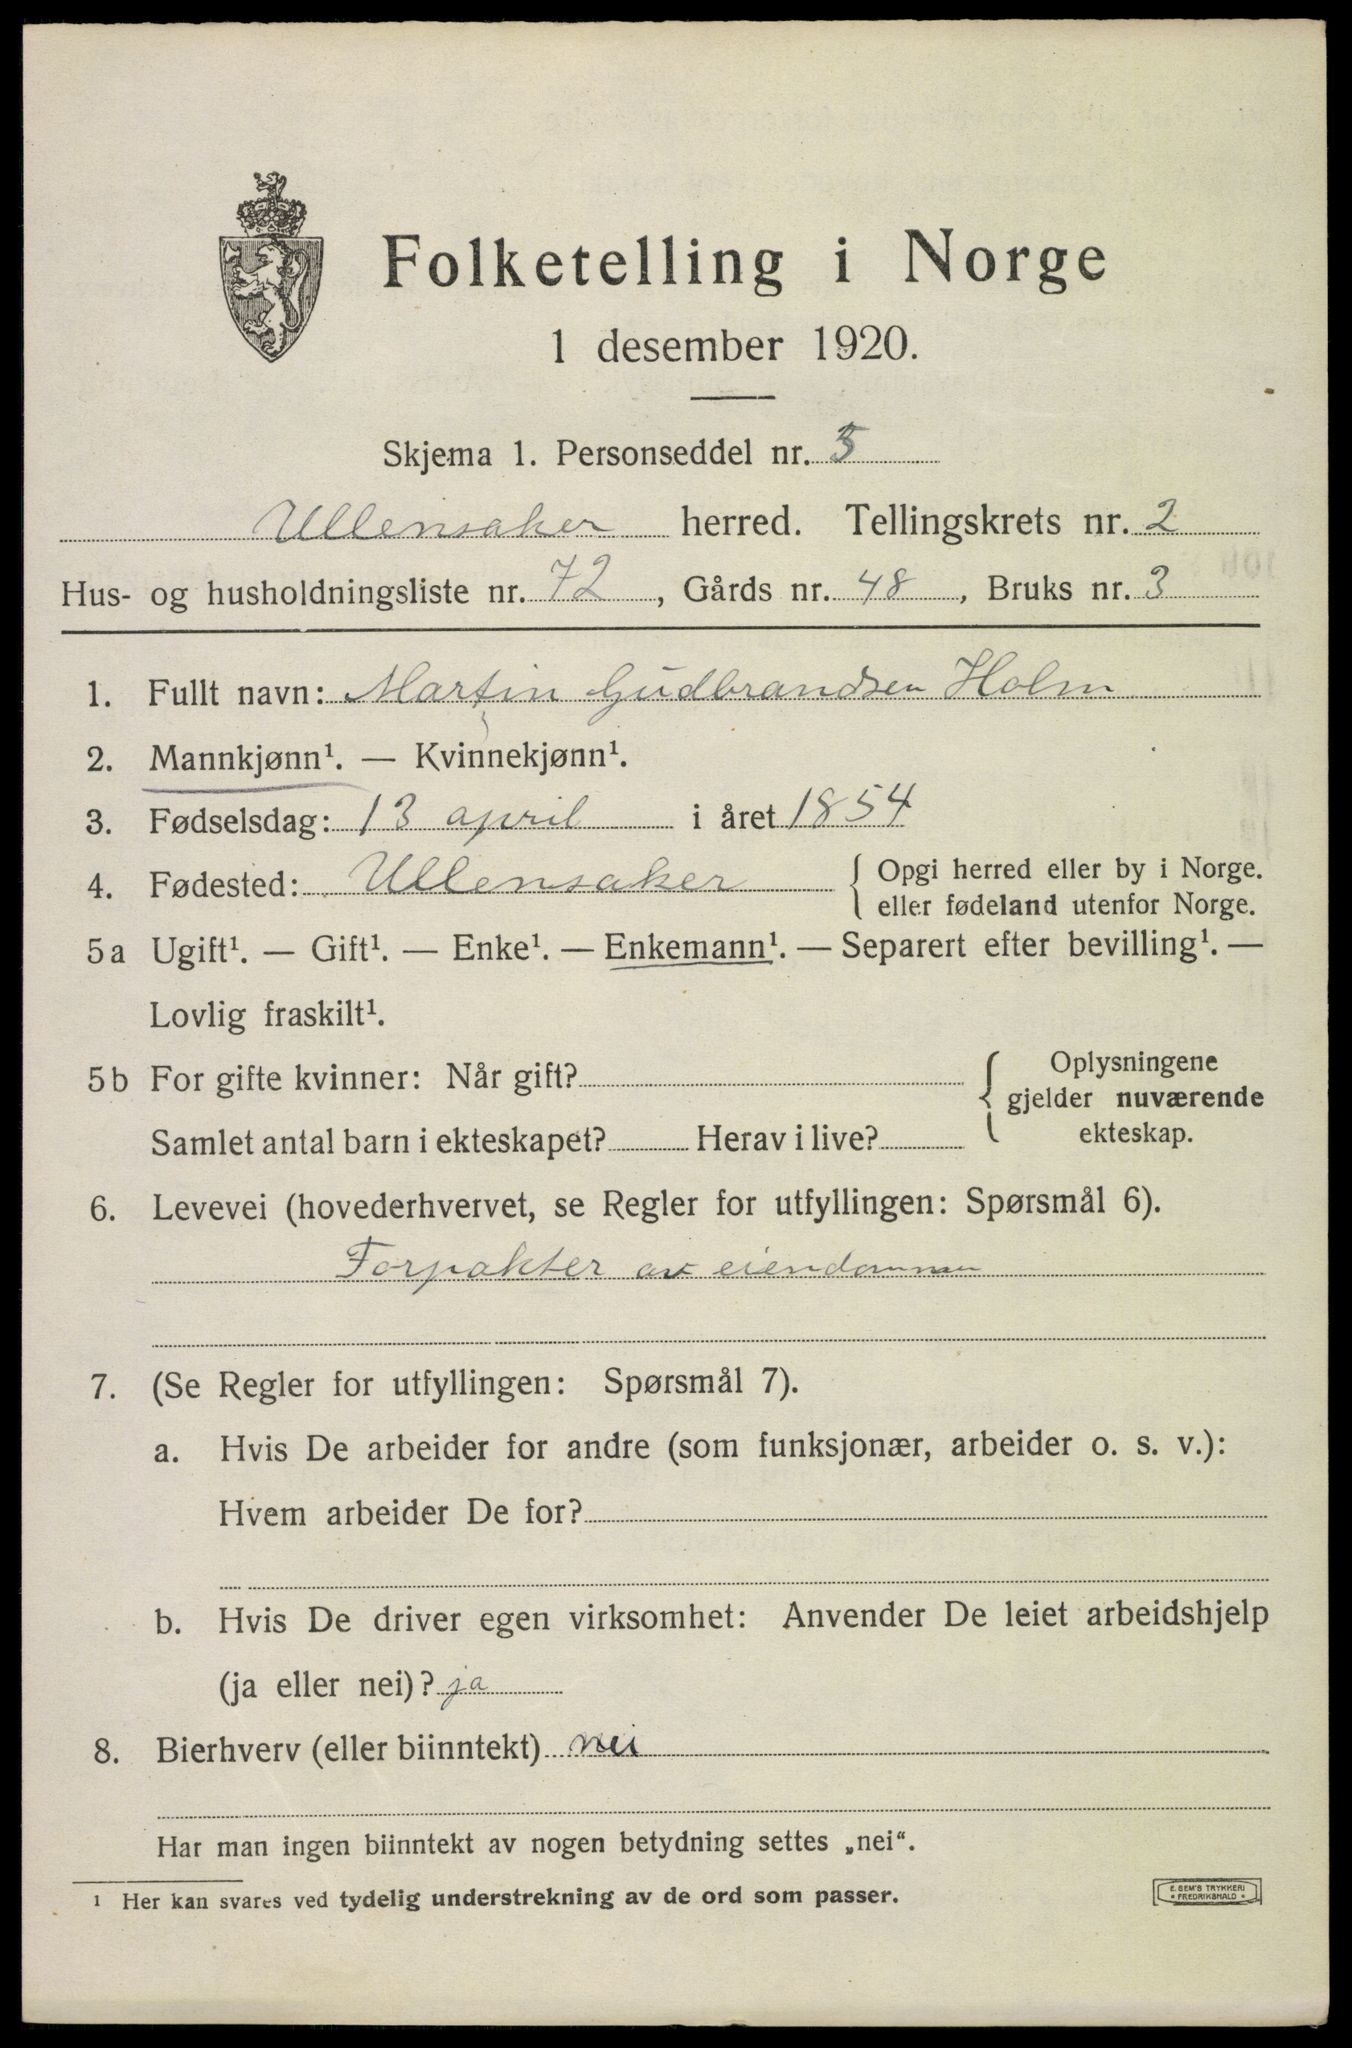 Folketelling i Norge
1 desember 1920.
Skjema 1. Personseddel nr. 5
Ullensaker herred. Tellingskrets nr. 2
Hus- og husholdningsliste nr. 72, Gårds nr. 48, Bruks nr. 3
1. Fullt navn: Martin Gudbrandsen Holm
2. Mannkjønn¹. — Kvinnekjønn¹.
3. Fødselsdag: 13 april i året 1854
4. Fødested: Ullensaker { Opgi herred eller by i Norge.
eller fødeland utenfor Norge.
5a Ugift¹. — Gift¹. — Enke¹. — Enkemann¹. — Separert efter bevilling¹. —
Lovlig fraskilt¹.
5b For gifte kvinner: Når gift? { Oplysningene
gjelder nuværende
Samlet antal barn i ekteskapet? Herav i live? ekteskap.
6. Levevei (hovederhvervet, se Regler for utfyllingen: Spørsmål 6).
Forpakter av eiendommen
7. (Se Regler for utfyllingen: Spørsmål 7).
a. Hvis De arbeider for andre (som funksjonær, arbeider o. s. v.):
Hvem arbeider De for?
b. Hvis De driver egen virksomhet: Anvender De leiet arbeidshjelp
(ja eller nei)? ja
8. Bierhverv (eller biinntekt) nei
Har man ingen biinntekt av nogen betydning settes „nei“.
1 Her kan svares ved tydelig understrekning av de ord som passer.
E. SEM'S TRYKKERI
• FREDRIKSHALD •